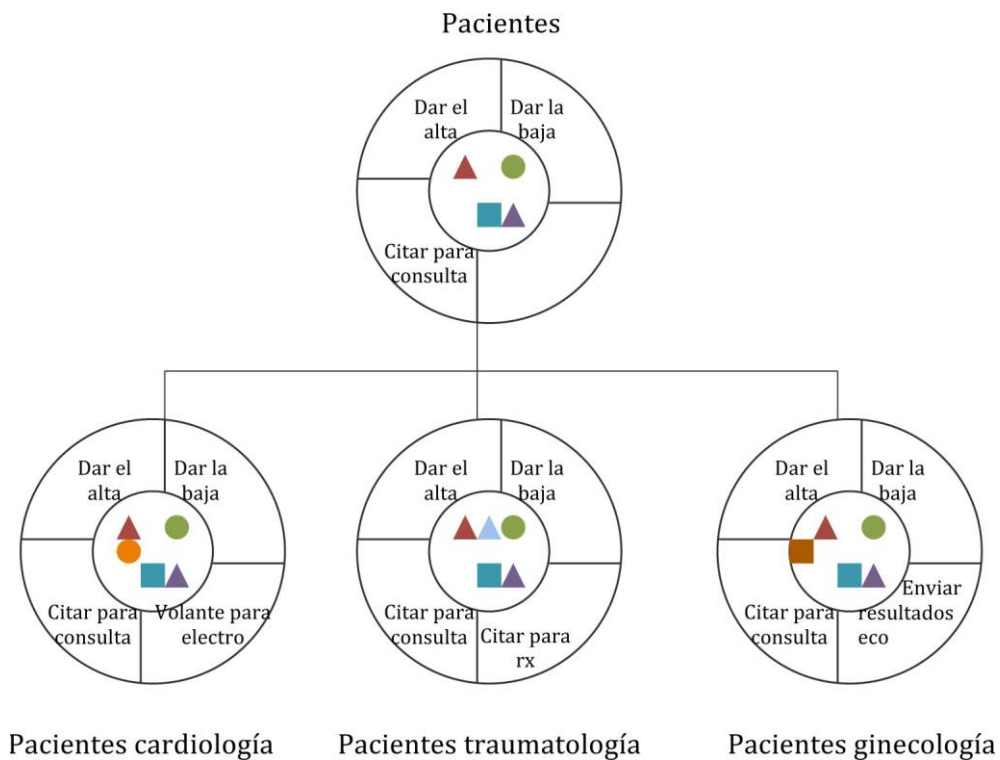 Pacientes
Dar el
alta
Dar la
baja
Citar para
consulta
Dar el
alta
Dar la
baja
Citar para
consulta
Volante para
electro
Dar el
alta
Dar la
baja
Citar para
consulta
Citar para
rx
Dar el
alta
Dar la
baja
Citar para
consulta
Enviar
resultados
eco
Pacientes cardiología
Pacientes traumatología
Pacientes ginecología